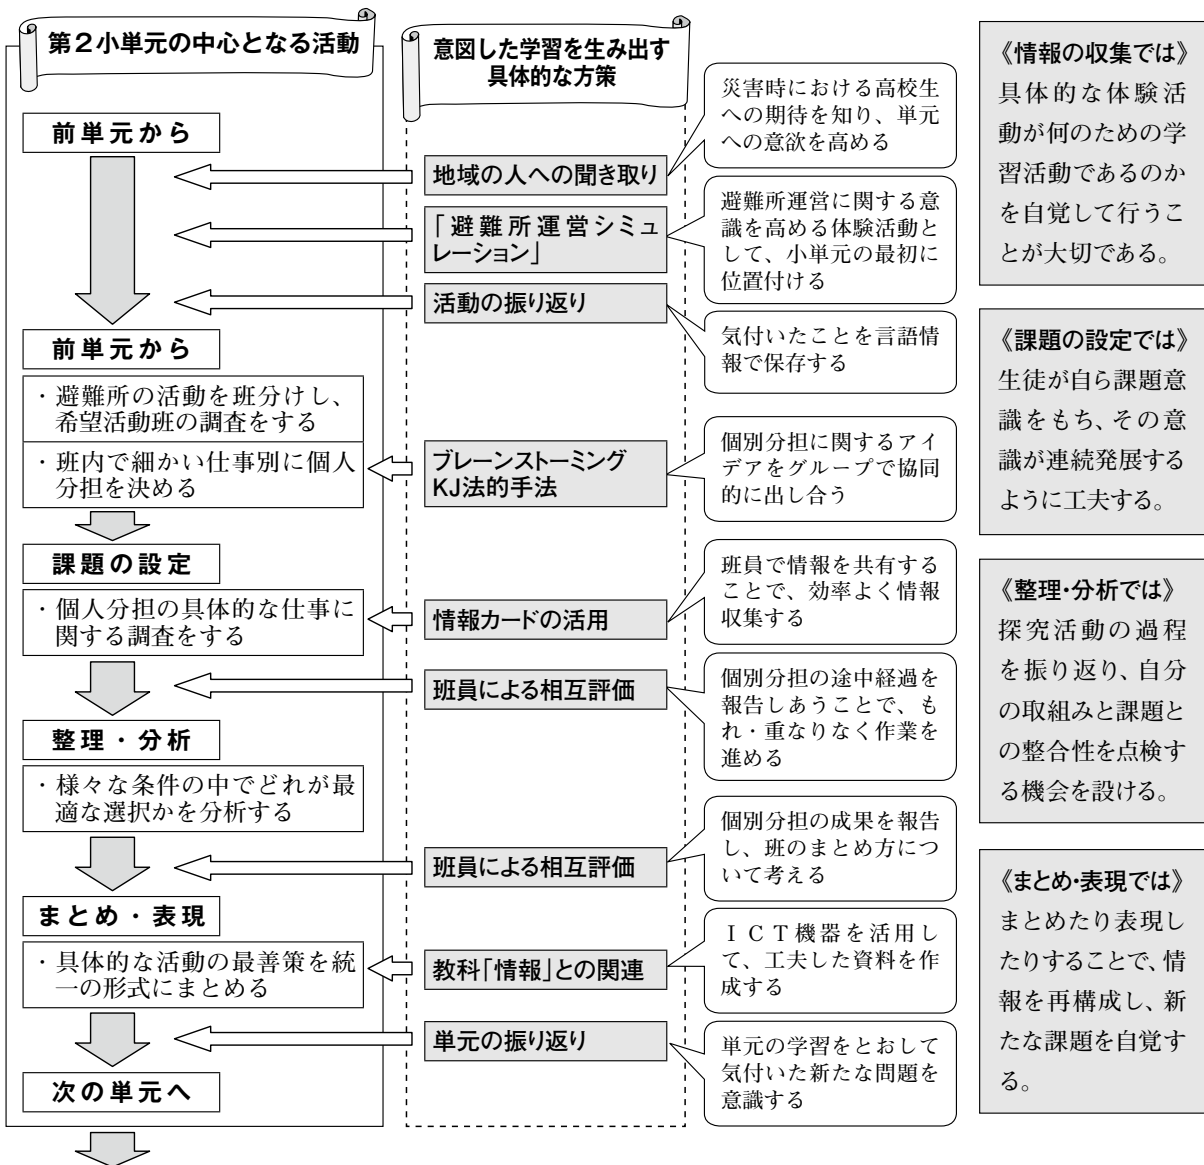 第２小単元の中心となる活動
前単元から
前単元から
・避難所の活動を班分けし、
希望活動班の調査をする
・班内で細かい仕事別に個人
分担を決める
課題の設定
・個人分担の具体的な仕事に
関する調査をする
整理・分析
・様々な条件の中でどれが最
適な選択かを分析する
まとめ・表現
・具体的な活動の最善策を統
一の形式にまとめる
次の単元へ
意図した学習を生み出す
具体的な方策
地域の人への聞き取り
「避難所運営シミュ
レーション」
活動の振り返り
ブレーンストーミング
KJ法的手法
情報カードの活用
班員による相互評価
班員による相互評価
教科「情報」との関連
単元の振り返り
災害時における高校生
への期待を知り、単元
への意欲を高める
避難所運営に関する意
識を高める体験活動と
して、小単元の最初に
位置付ける
気付いたことを言語情
報で保存する
個別分担に関するアイ
デアをグループで協同
的に出し合う
班員で情報を共有する
ことで、効率よく情報
収集する
個別分担の途中経過を
報告しあうことで、も
れ・重なりなく作業を
進める
個別分担の成果を報告
し、班のまとめ方につ
いて考える
ＩＣＴ機器を活用し
て、工夫した資料を作
成する
単元の学習をとおして
気付いた新たな問題を
意識する
《情報の収集では》
具体的な体験活
動が何のための学
習活動であるのか
を自覚して行うこ
とが大切である。
《課題の設定では》
生徒が自ら課題意
識をもち、その意
識が連続発展する
ように工夫する。
《整理・分析では》
探究活動の過程
を振り返り、自分
の取組みと課題と
の整合性を点検す
る機会を設ける。
《まとめ・表現では》
まとめたり表現し
たりすることで、情
報を再構成し、新
たな課題を自覚す
る。